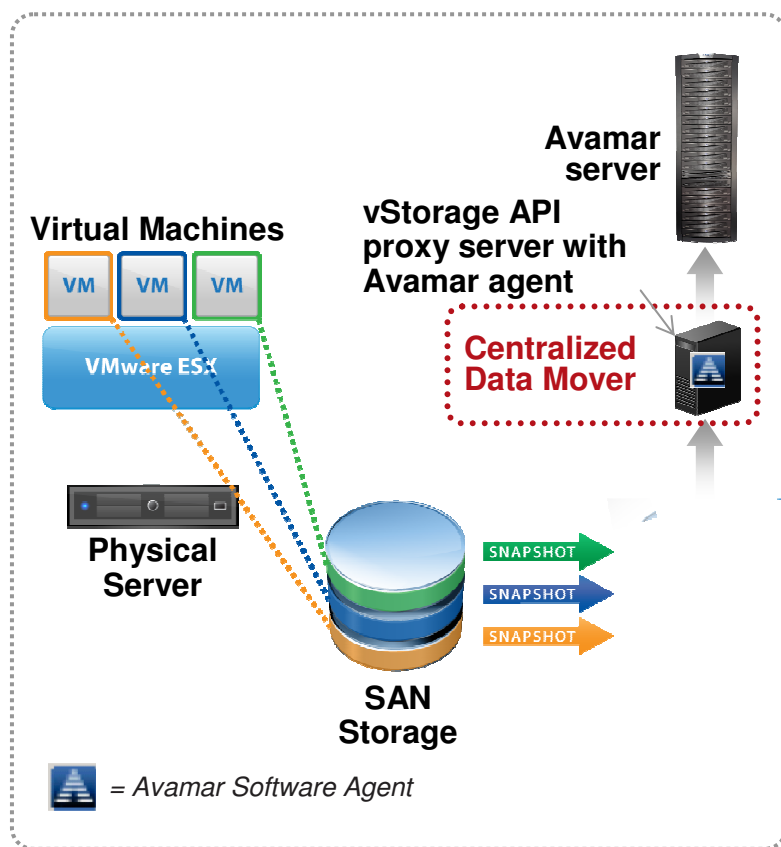 Avamar
server
vStorage API
proxy server with
Avamar agent
Virtual Machines
VM VM VM
VMware ESX
Centralized
Data Mover
Physical
Server
SNAPSHOT
SNAPSHOT
SNAPSHOT
SAN
Storage
= Avamar Software Agent